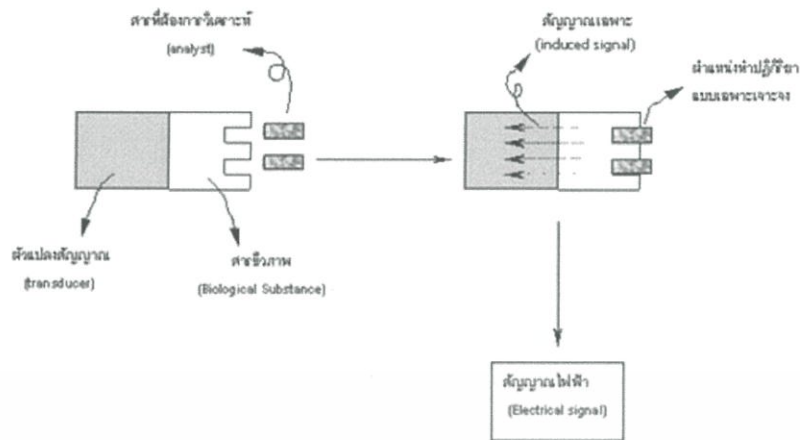 สารที่ต้องการวิเคราะห์
(analyst)
สัญญาณเฉพาะ
(induced signal)
ตำแหน่งทำปฏิกิริยา
แบบเฉพาะเจาะจง
ตัวแปลงสัญญาณ
(transducer)
สารชีวภาพ
(Biological Substance)
สัญญาณไฟฟ้า
(Electrical signal)